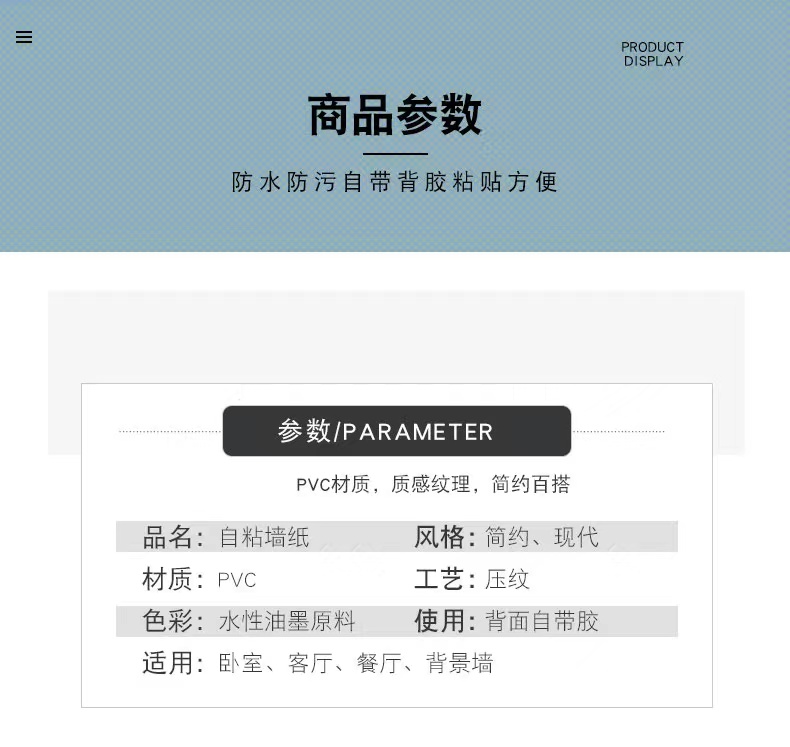 PRODUCT
DISPLAY
商品参数
防水防污自带背胶粘贴方便
参数/PARAMETER
PVC材质，质感纹理，简约百搭
品名：自粘墙纸 风格：简约、现代
材质：PVC 工艺：压纹
色彩：水性油墨原料 使用：背面自带胶
适用：卧室、客厅、餐厅、背景墙